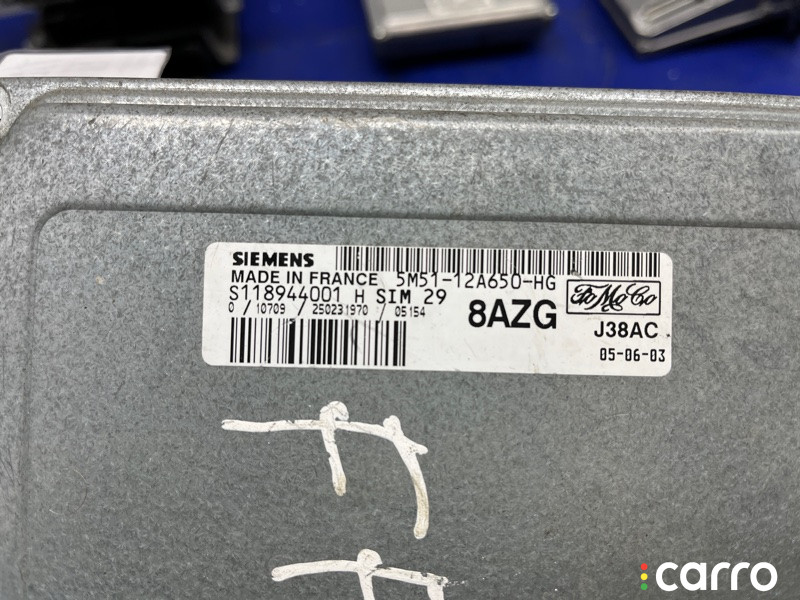 SIEMENS
MADE IN FRANCE 5M51-12A650-HG
S118944001 H SIM 29
0 / 10709 / 250231970 / 05154
8AZG
FoMoCo
J38AC
05-06-03
carro